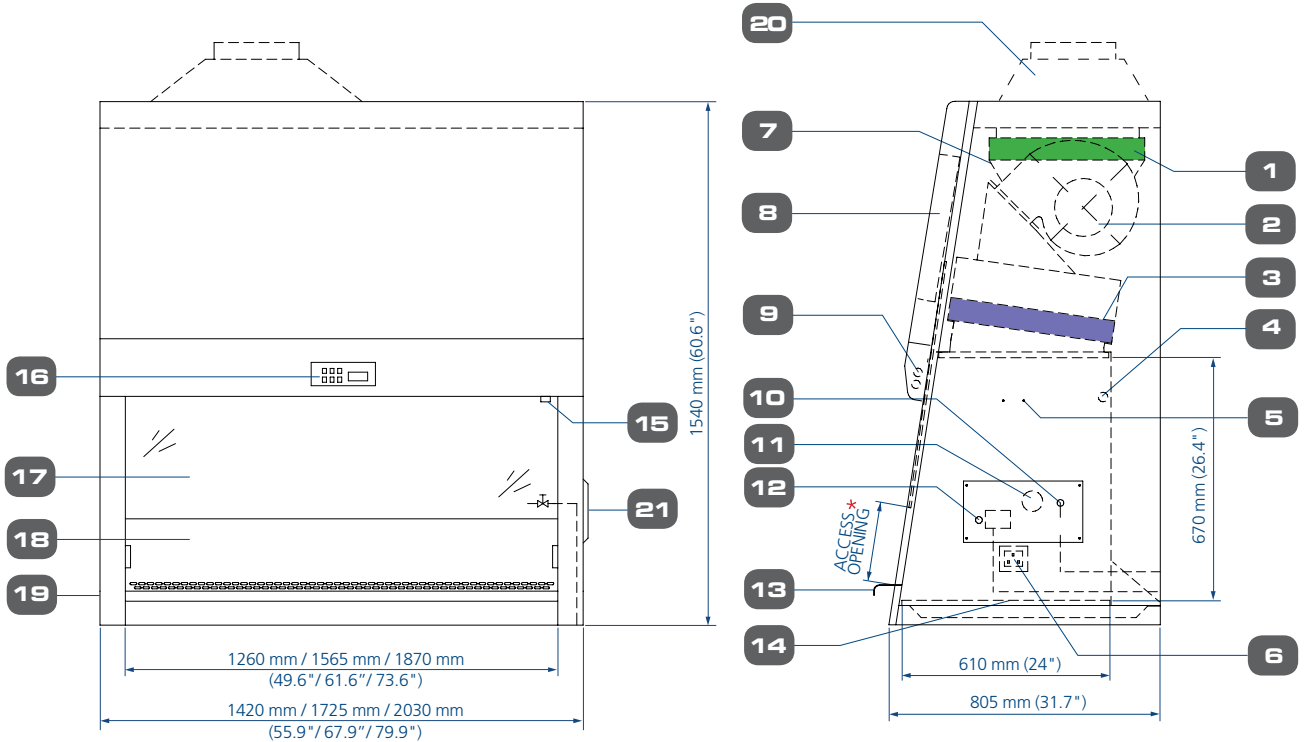 16
17
18
19
15
21
1540 mm (60.6")
1260 mm / 1565 mm / 1870 mm
(49.6"/ 61.6”/ 73.6")
1420 mm / 1725 mm / 2030 mm
(55.9"/ 67.9”/ 79.9")
20
7
8
9
10
11
12
13
14
1
2
3
4
5
6
ACCESS*
OPENING
670 mm (26.4")
610 mm (24")
805 mm (31.7")